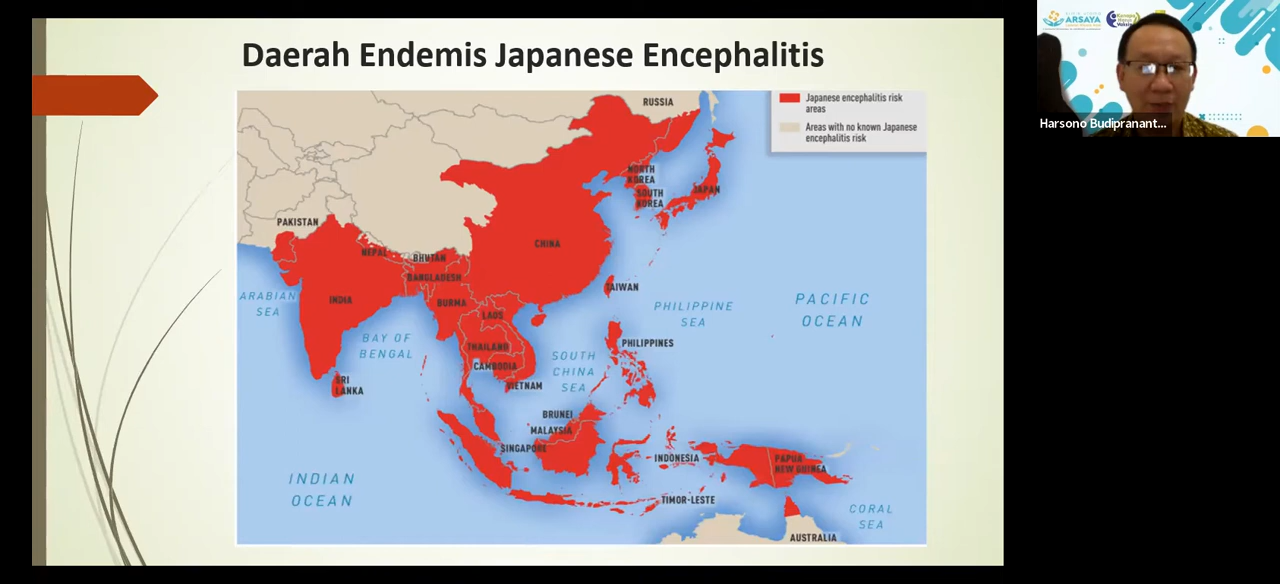 Daerah Endemis Japanese Encephalitis
RUSSIA
Japanese encephalitis risk
areas
Areas with no known Japanese
encephalitis risk
NORTH
KOREA
SOUTH
KOREA
JAPAN
PAKISTAN
NEPAL
BHUTAN
CHINA
BANGLADESH
INDIA
BURMA
TAIWAN
ARABIAN
SEA
LAOS
PHILIPPINE
SEA
PACIFIC
OCEAN
BAY OF
BENGAL
THAILAND
PHILIPPINES
CAMBODIA
SOUTH
CHINA
SEA
VIETNAM
SRI
LANKA
BRUNEI
MALAYSIA
SINGAPORE
INDONESIA
PAPUA
NEW GUINEA
INDIAN
OCEAN
TIMOR-LESTE
CORAL
SEA
AUSTRALIA
ARSAYA
Harsono Budipranant...